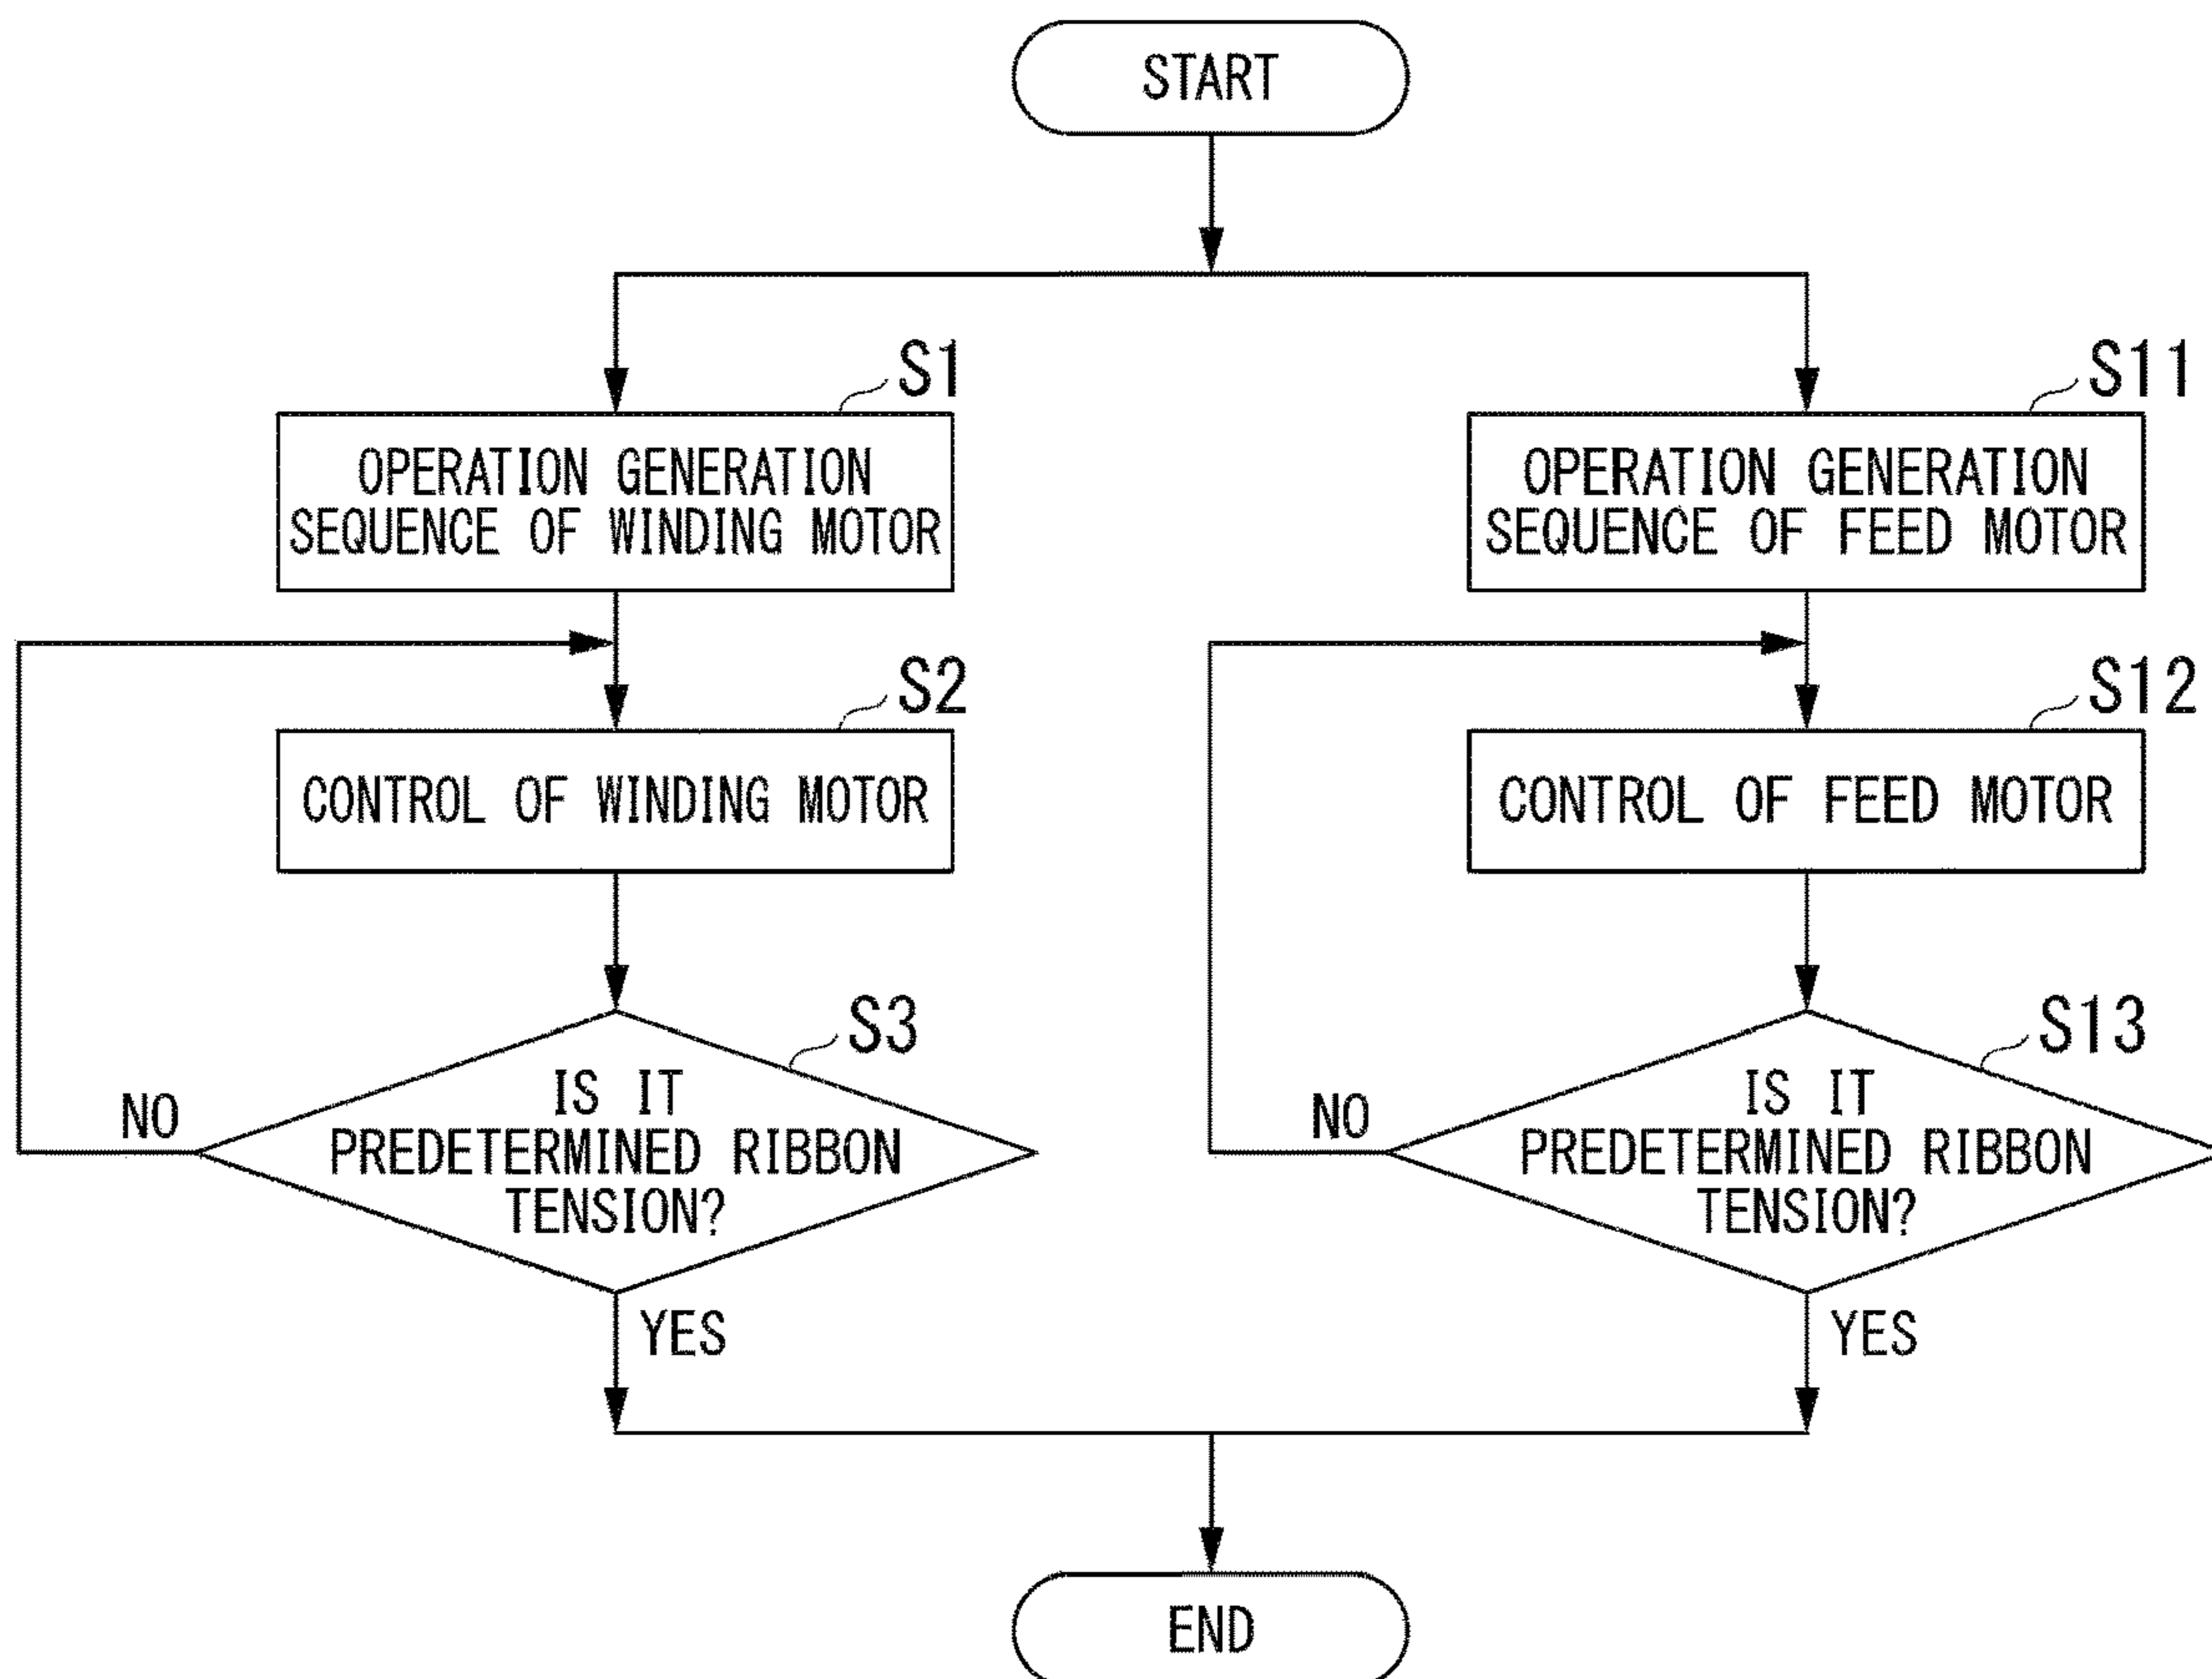 START
S1
OPERATION GENERATION
SEQUENCE OF WINDING MOTOR
S2
CONTROL OF WINDING MOTOR
S3
IS IT
PREDETERMINED RIBBON
TENSION?
NO
YES
S11
OPERATION GENERATION
SEQUENCE OF FEED MOTOR
S12
CONTROL OF FEED MOTOR
S13
IS IT
PREDETERMINED RIBBON
TENSION?
NO
YES
END